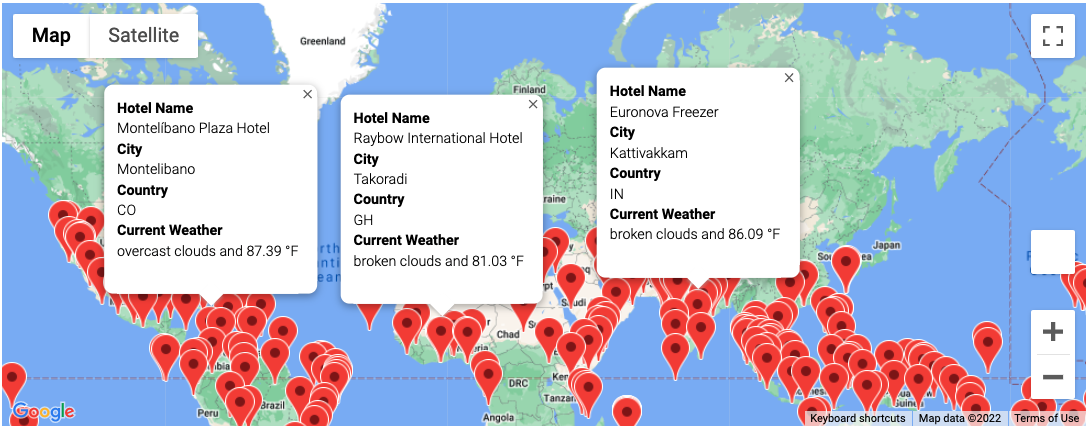 Map
Satellite
Greenland
Finland
Hotel Name
Montelíbano Plaza Hotel
City
Montelibano
Country
CO
Current Weather
overcast clouds and 87.39 °F
Hotel Name
Raybow International Hotel
City
Takoradi
Country
GH
Current Weather
broken clouds and 81.03 °F
Hotel Name
Euronova Freezer
City
Kattivakkam
Country
IN
Current Weather
broken clouds and 86.09 °F
Japan
Saudi
Chad
DRC
Tanzan
Angola
Peru
Brazil
Google
Keyboard shortcuts
Map data ©2022
Terms of Use